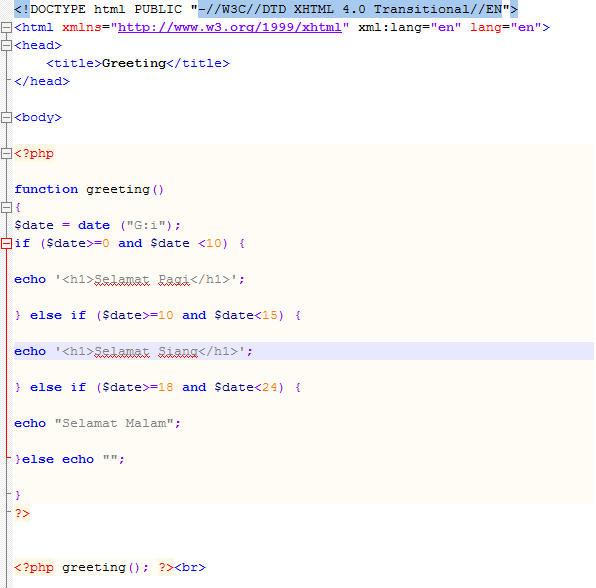 <!DOCTYPE html PUBLIC "-//W3C//DTD XHTML 4.0 Transitional//EN">
<html xmlns="http://www.w3.org/1999/xhtml" xml:lang="en" lang="en">
<head>
<title>Greeting</title>
</head>
<body>
<?php
function greeting()
{
$date = date ("G:i");
if ($date>=0 and $date <10) {
echo '<h1>Selamat Pagi</h1>';
} else if ($date>=10 and $date<15) {
echo '<h1>Selamat Siang</h1>';
} else if ($date>=18 and $date<24) {
echo "Selamat Malam";
}else echo "";
}
?>
<?php greeting(); ?><br>